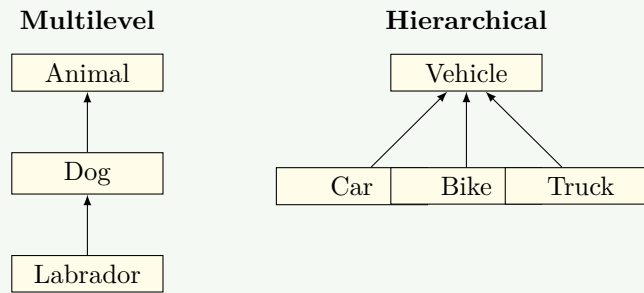 Multilevel
Animal
Dog
Labrador
Hierarchical
Vehicle
Car Bike Truck